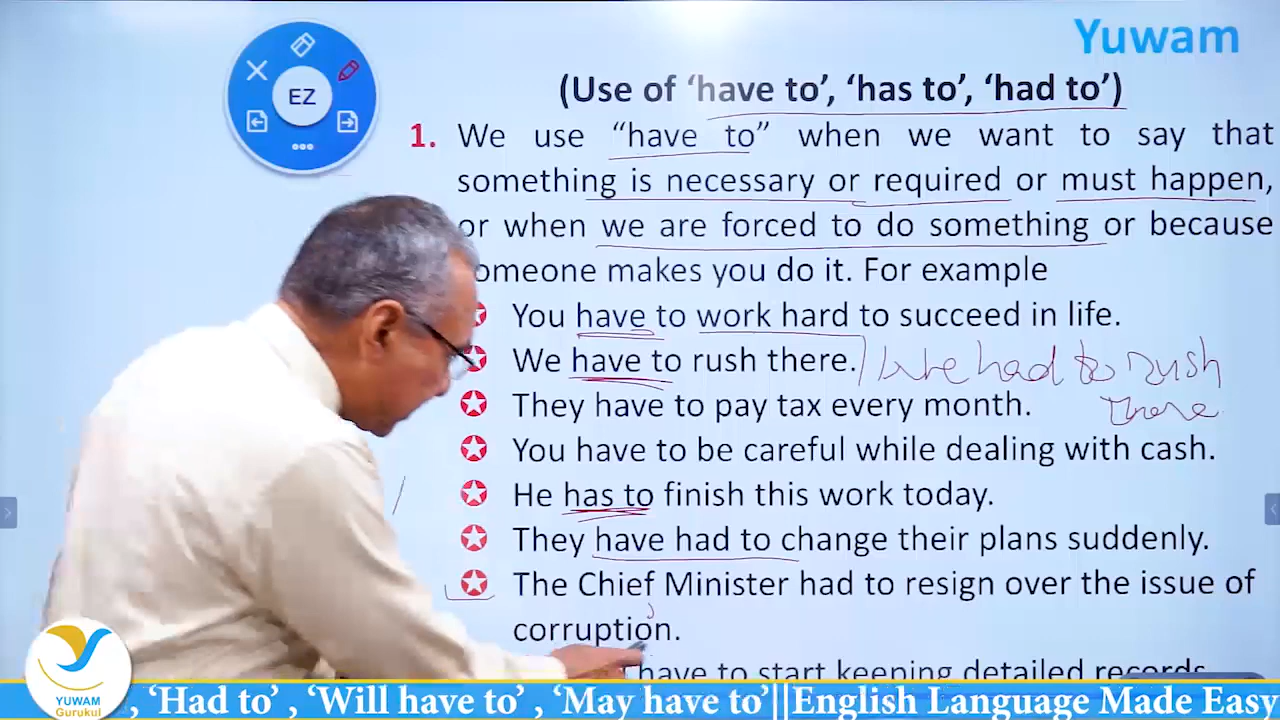 Yuwam
EZ
(Use of ‘have to’, ‘has to’, ‘had to’)
1. We use “have to” when we want to say that
something is necessary or required or must happen,
or when we are forced to do something or because
omeone makes you do it. For example
You have to work hard to succeed in life.
We have to rush there. We had to rush
there
They have to pay tax every month.
You have to be careful while dealing with cash.
He has to finish this work today.
They have had to change their plans suddenly.
The Chief Minister had to resign over the issue of
corruption.
have to start keeping detailed records
YUWAM
Gurukul
, ‘Had to’ , ‘Will have to’ , ‘May have to’||English Language Made Easy